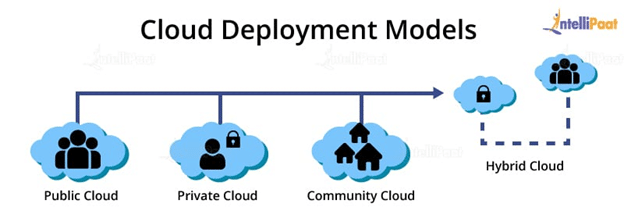 Cloud Deployment Models
IntelliPaat
Public Cloud
Private Cloud
Community Cloud
Hybrid Cloud